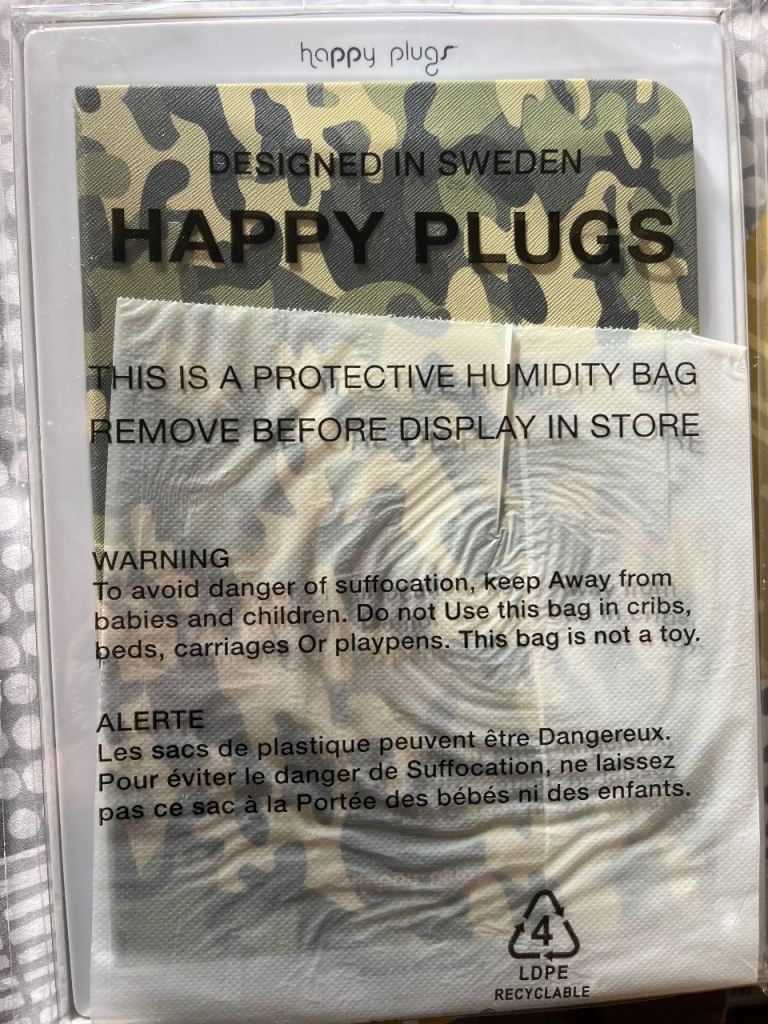 happy plugs
DESIGNED IN SWEDEN
HAPPY PLUGS
THIS IS A PROTECTIVE HUMIDITY BAG
REMOVE BEFORE DISPLAY IN STORE
WARNING
To avoid danger of suffocation, keep Away from
babies and children. Do not Use this bag in cribs,
beds, carriages Or playpens. This bag is not a toy.
ALERTE
Les sacs de plastique peuvent être Dangereux.
Pour éviter le danger de Suffocation, ne laissez
pas ce sac à la Portée des bébés ni des enfants.
4
LDPE
RECYCLABLE